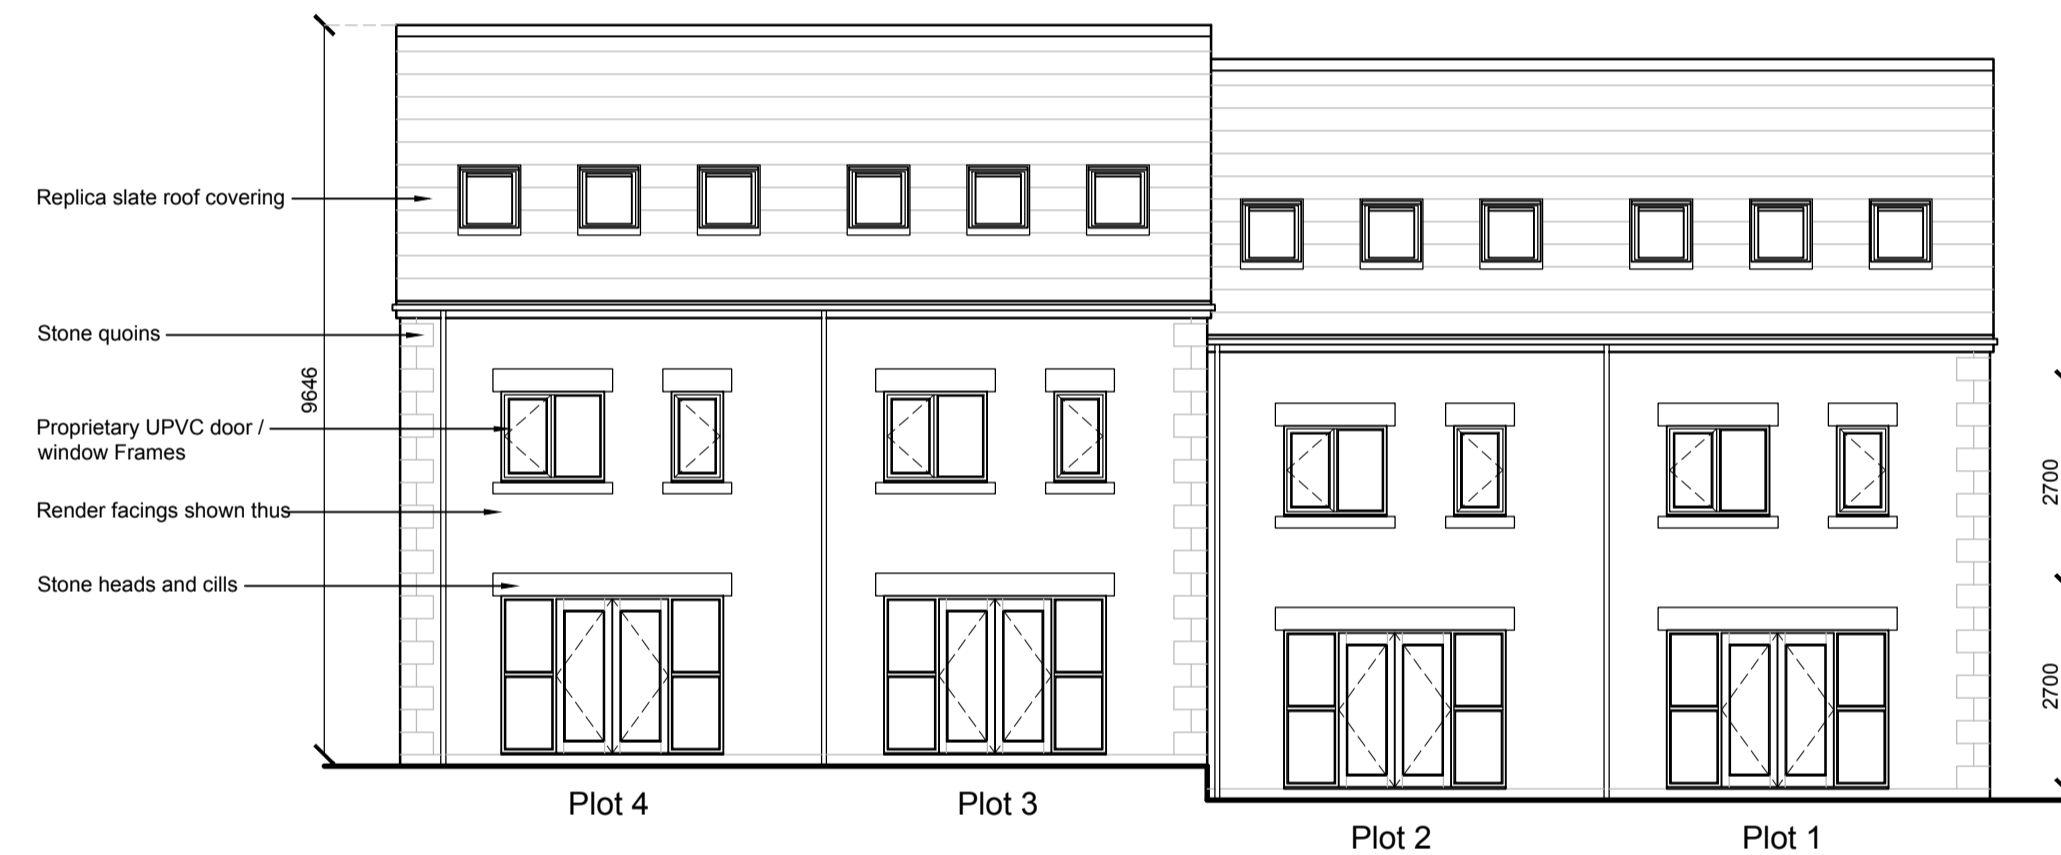 Replica slate roof covering
Stone quoins
9646
Proprietary UPVC door /
window Frames
Render facings shown thus
Stone heads and cills
2700
2700
Plot 4
Plot 3
Plot 2
Plot 1